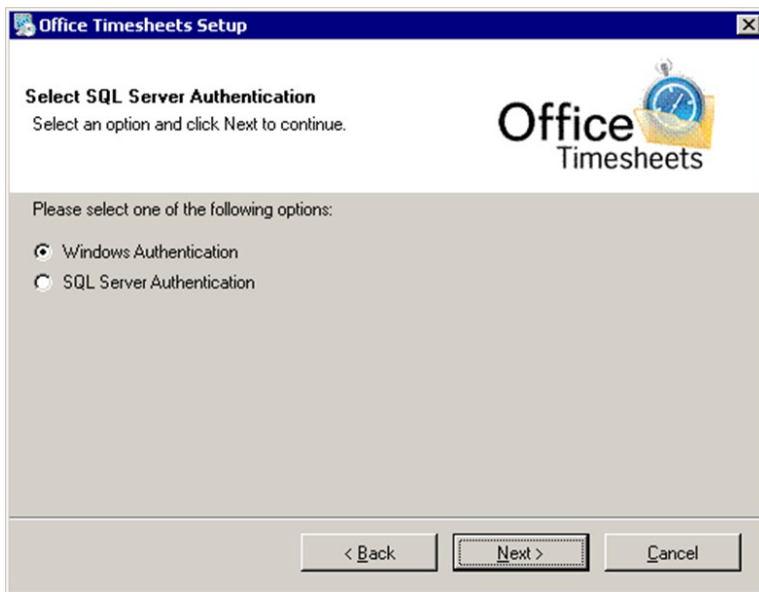 Office Timesheets Setup
Select SQL Server Authentication
Select an option and click Next to continue.
Office
Timesheets
Please select one of the following options:
Windows Authentication
SQL Server Authentication
< Back Next > Cancel